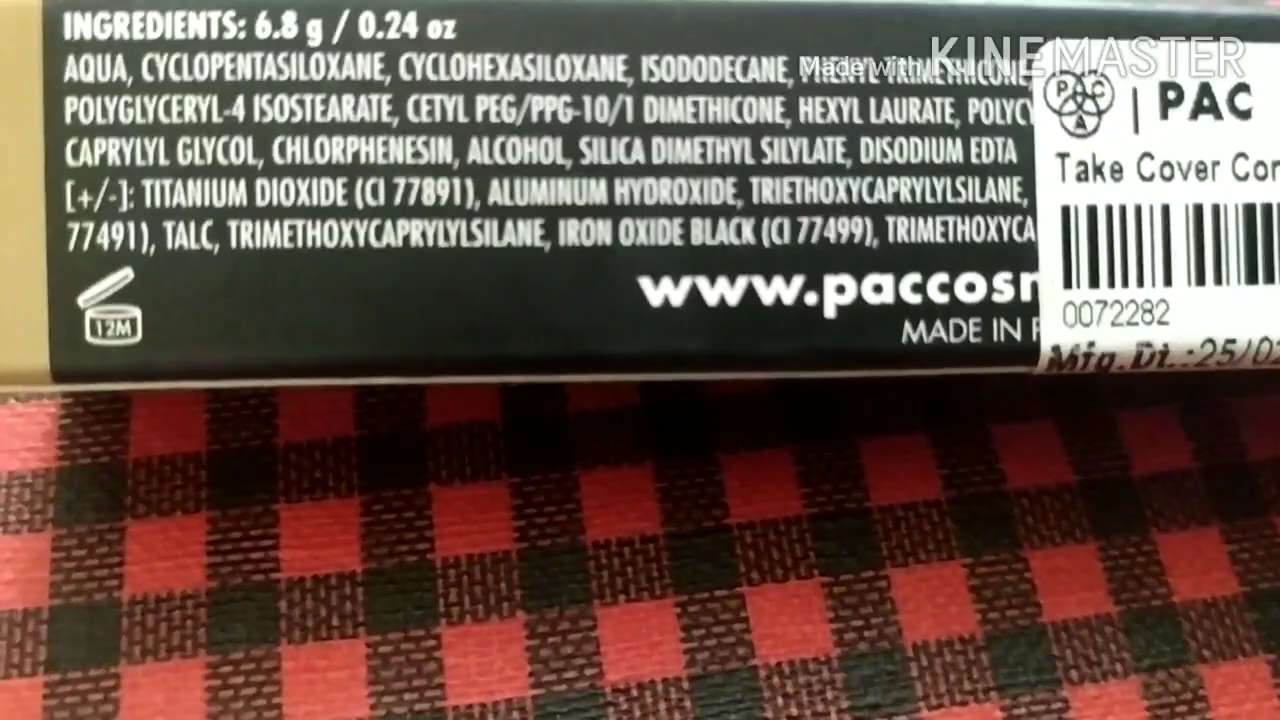 INGREDIENTS: 6.8 g / 0.24 oz
AQUA, CYCLOPENTASILOXANE, CYCLOHEXASILOXANE, ISODODECANE,
POLYGLYCERYL-4 ISOSTEARATE, CETYL PEG/PPG-10/1 DIMETHICONE, HEXYL LAURATE, POLYCY
CAPRYLYL GLYCOL, CHLORPHENESIN, ALCOHOL, SILICA DIMETHYL SILYLATE, DISODIUM EDTA
[+/-]: TITANIUM DIOXIDE (CI 77891), ALUMINUM HYDROXIDE, TRIETHOXYCAPRYLYLSILANE,
77491), TALC, TRIMETHOXYCAPRYLYLSILANE, IRON OXIDE BLACK (CI 77499), TRIMETHOXYCA
12M
www.paccosm
MADE IN
Made with KINEMASTER
PAC A | PAC
Take Cover Con
0072282
Mfg.Dt.:25/02